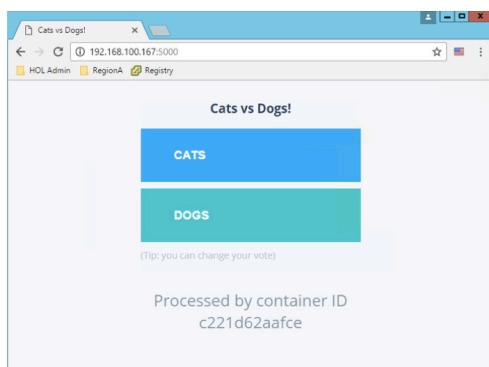 Cats vs Dogs!
192.168.100.167:5000
HOL Admin RegionA Registry
Cats vs Dogs!
CATS
DOGS
(Tip: you can change your vote)
Processed by container ID
c221d62aafce